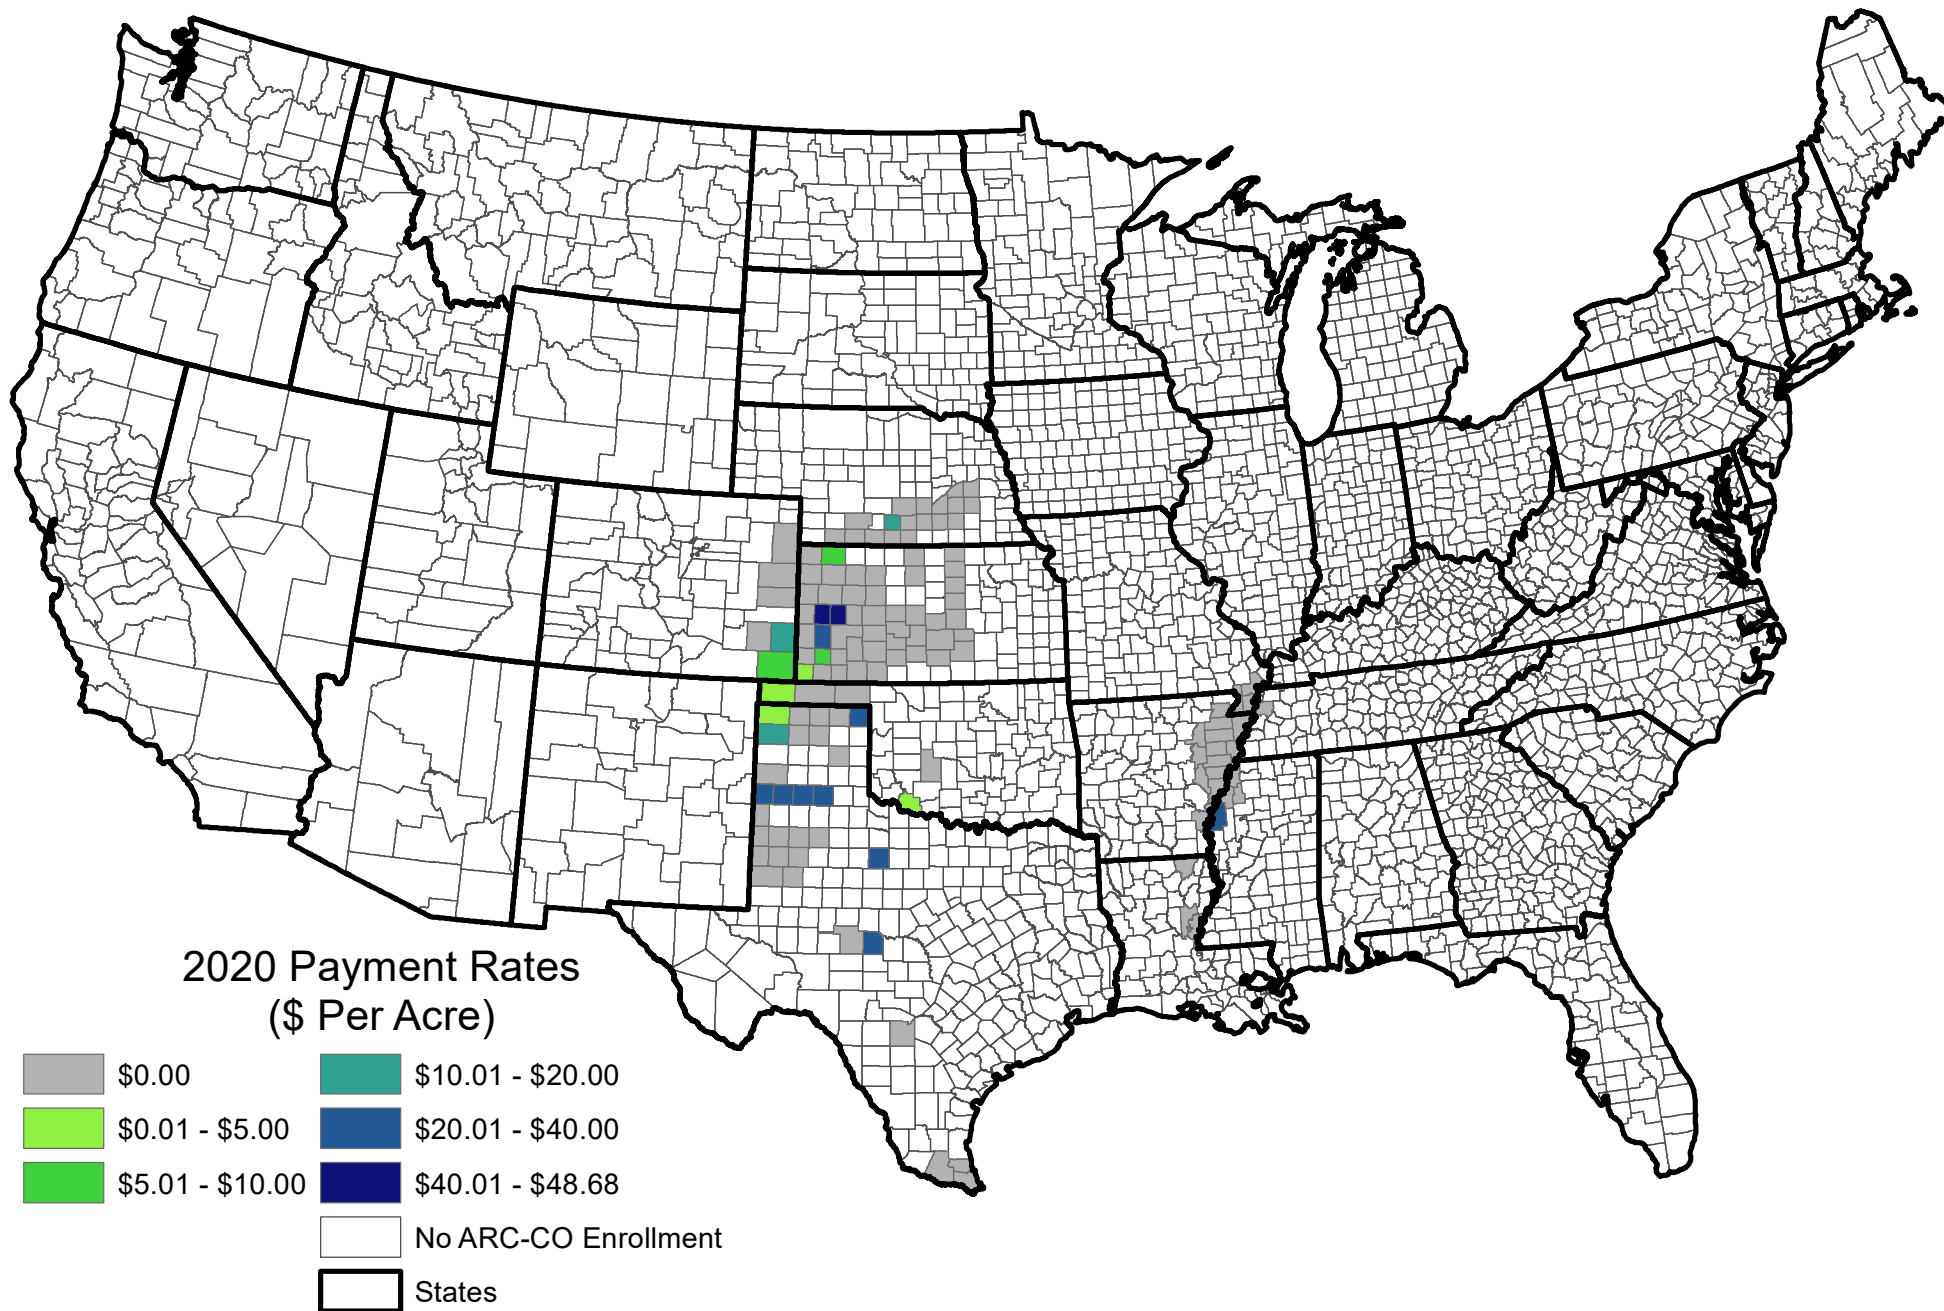 2020 Payment Rates
($ Per Acre)
$0.00
$0.01 - $5.00
$5.01 - $10.00
$10.01 - $20.00
$20.01 - $40.00
$40.01 - $48.68
No ARC-CO Enrollment
States